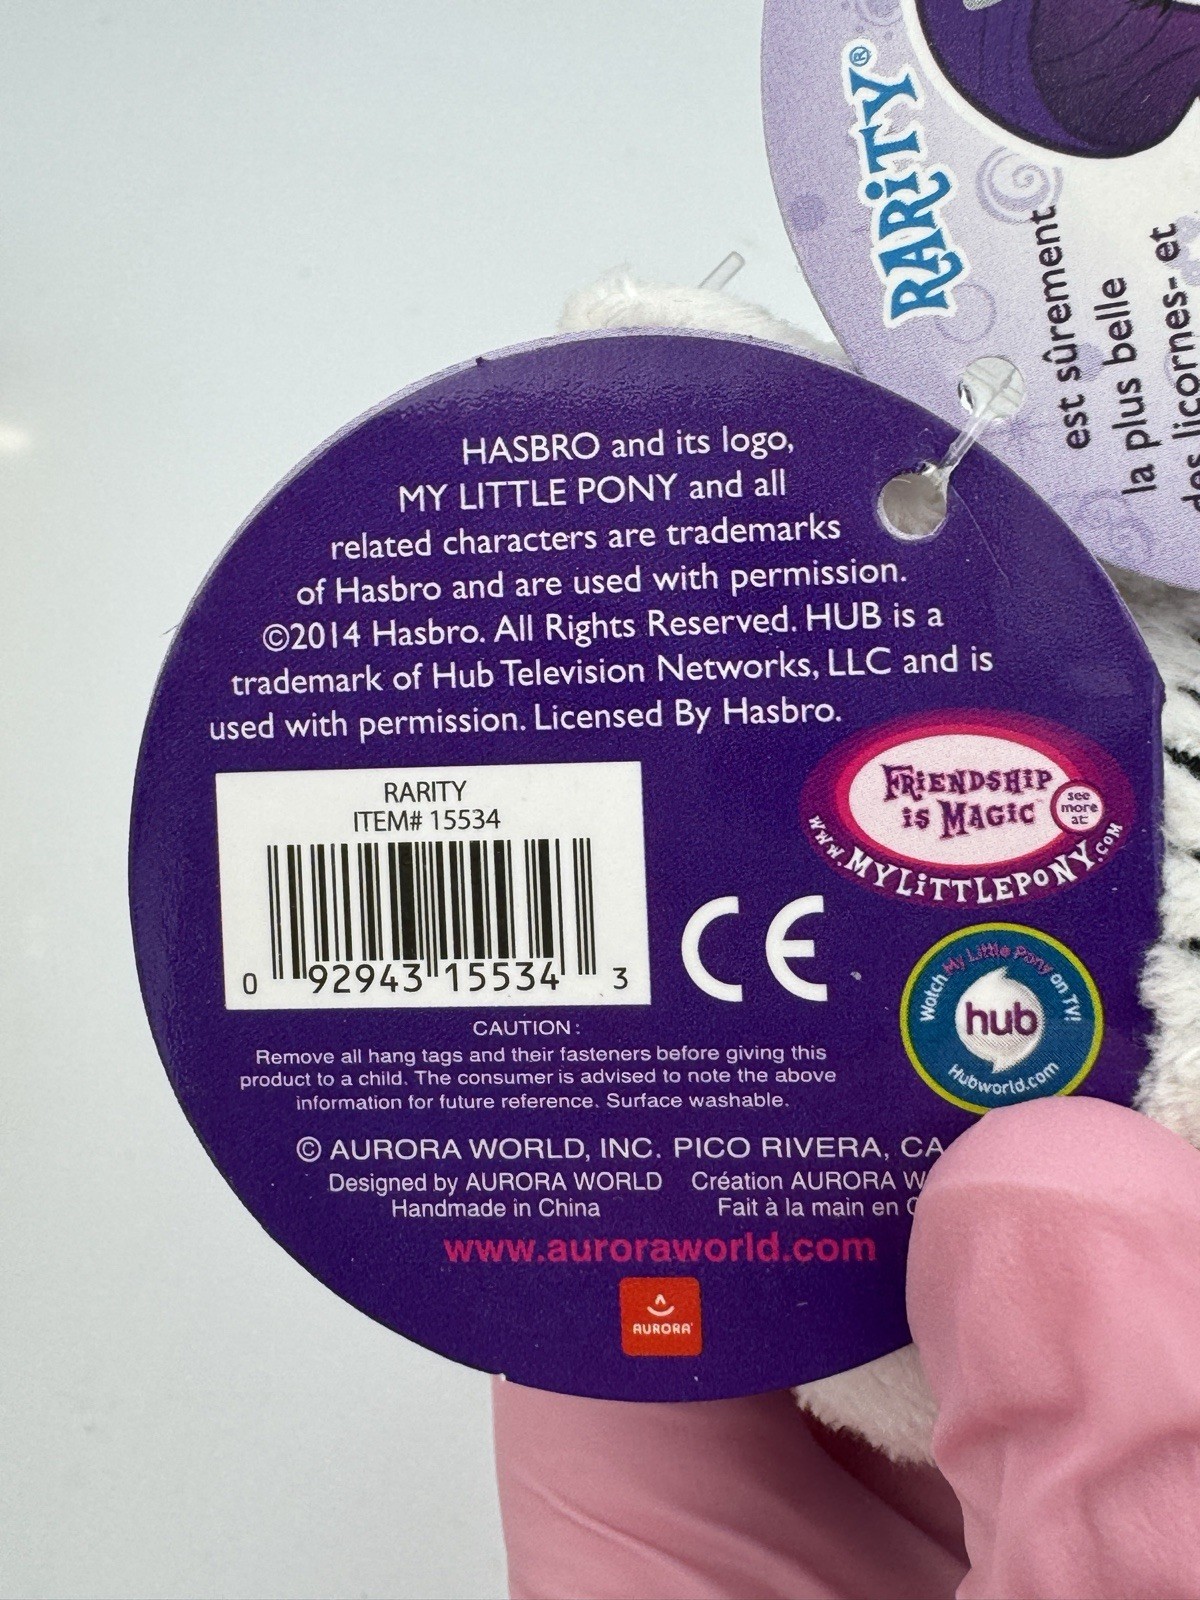 RARiTY®
est sûrement
la plus belle
des licornes- et
HASBRO and its logo,
MY LITTLE PONY and all
related characters are trademarks
of Hasbro and are used with permission.
©2014 Hasbro. All Rights Reserved. HUB is a
trademark of Hub Television Networks, LLC and is
used with permission. Licensed By Hasbro.
RARITY
ITEM# 15534
0 92943 15534 3
FRiENDSHiP
iS MAGiC™
see
more
at:
WWW.MYLiTTLEPONY.COM
CE
Watch My Little Pony on TV!
hub
Hubworld.com
CAUTION:
Remove all hang tags and their fasteners before giving this
product to a child. The consumer is advised to note the above
information for future reference. Surface washable.
© AURORA WORLD, INC. PICO RIVERA, CA
Designed by AURORA WORLD Création AURORA
Handmade in China Fait à la main en
www.auroraworld.com
AURORA